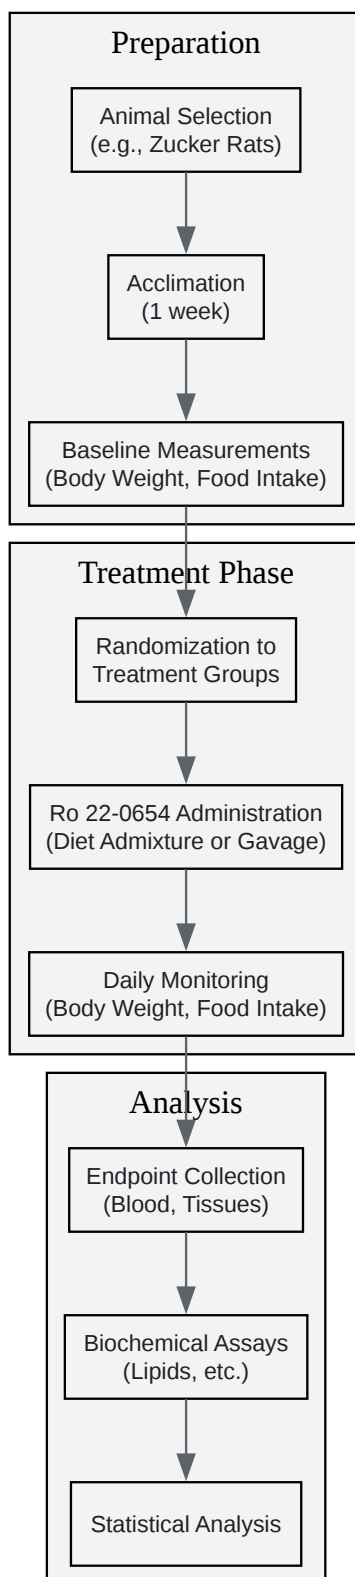 Preparation
Animal Selection
(e.g., Zucker Rats)
Acclimation
(1 week)
Baseline Measurements
(Body Weight, Food Intake)
Treatment Phase
Randomization to
Treatment Groups
Ro 22-0654 Administration
(Diet Admixture or Gavage)
Daily Monitoring
(Body Weight, Food Intake)
Analysis
Endpoint Collection
(Blood, Tissues)
Biochemical Assays
(Lipids, etc.)
Statistical Analysis